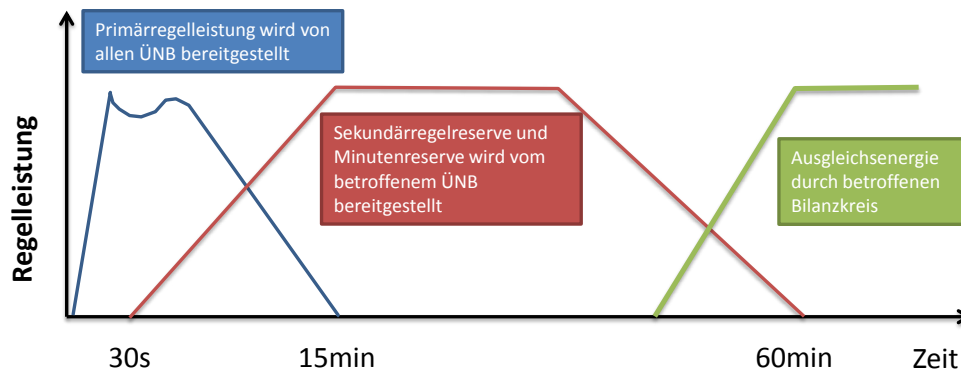 Primärregelleistung wird von
allen ÜNB bereitgestellt
Sekundärregelreserve und
Minutenreserve wird vom
betroffenem ÜNB
bereitgestellt
Ausgleichsenergie
durch betroffenen
Bilanzkreis
Regelleistung
30s
15min
60min
Zeit